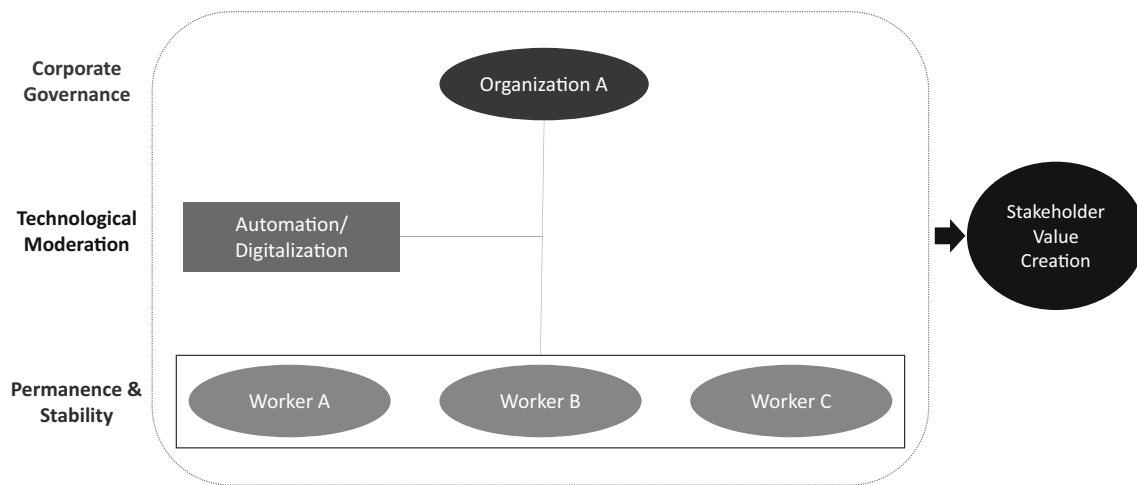 Corporate
Governance
Organization A
Technological
Moderation
Automation/
Digitalization
Stakeholder
Value
Creation
Permanence &
Stability
Worker A
Worker B
Worker C